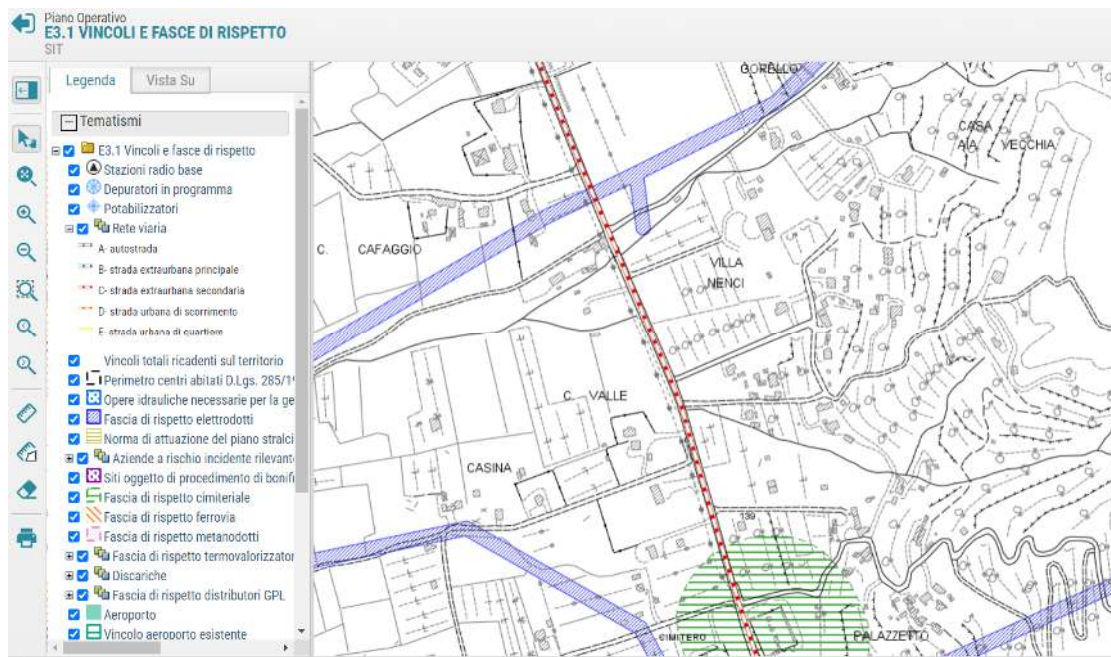 Piano Operativo
E3.1 VINCOLI E FASCE DI RISPETTO
SIT
Legenda
Vista Su
Tematismi
E3.1 Vincoli e fasce di rispetto
Stazioni radio base
Depuratori in programma
Potabilizzatori
Rete viaria
A- autostrada
B- strada extraurbana principale
C- strada extraurbana secondaria
D- strada urbana di scorrimento
E- strada urbana di quartiere
Vincoli totali ricadenti sul territorio
Perimetro centri abitati D.Lgs. 285/19
Opere idrauliche necessarie per la ge
Fascia di rispetto elettrodotti
Norma di attuazione del piano stralci
Aziende a rischio incidente rilevante
Siti oggetto di procedimento di bonifi
Fascia di rispetto cimiteriale
Fascia di rispetto ferrovia
Fascia di rispetto metanodotti
Fascia di rispetto termovalorizzator
Discariche
Fascia di rispetto distributori GPL
Aeroporto
Vincolo aeroporto esistente
GORELLO
CASA
AIA VECCHIA
C. CAFAGGIO
VILLA
NENCI
C. VALLE
CASINA
139
CIMITERO
PALAZZETTO